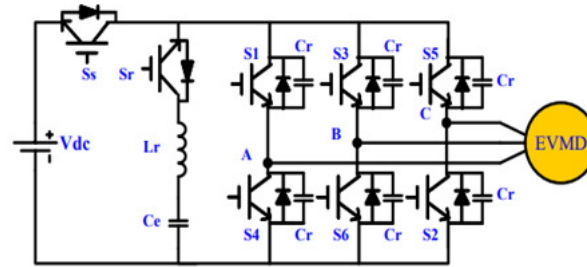 S1 Cr S3 Cr S5
Ss Sr Cr
C
Vdc Lr A B EVMD
Ce Cr
S4 Cr S6 Cr S2